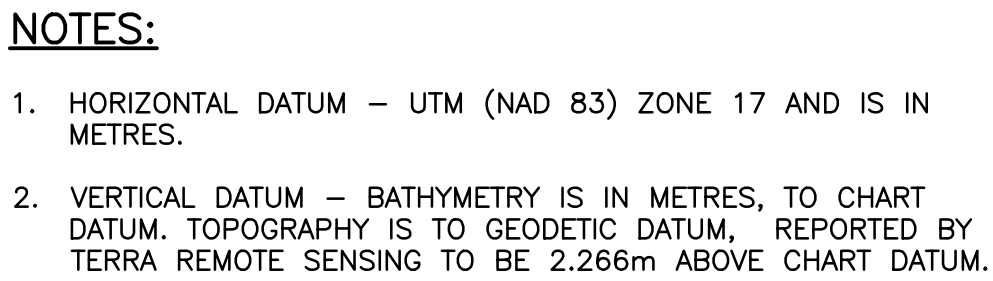 NOTES:
1. HORIZONTAL DATUM – UTM (NAD 83) ZONE 17 AND IS IN
METRES.
2. VERTICAL DATUM – BATHYMETRY IS IN METRES, TO CHART
DATUM. TOPOGRAPHY IS TO GEODETIC DATUM, REPORTED BY
TERRA REMOTE SENSING TO BE 2.266m ABOVE CHART DATUM.